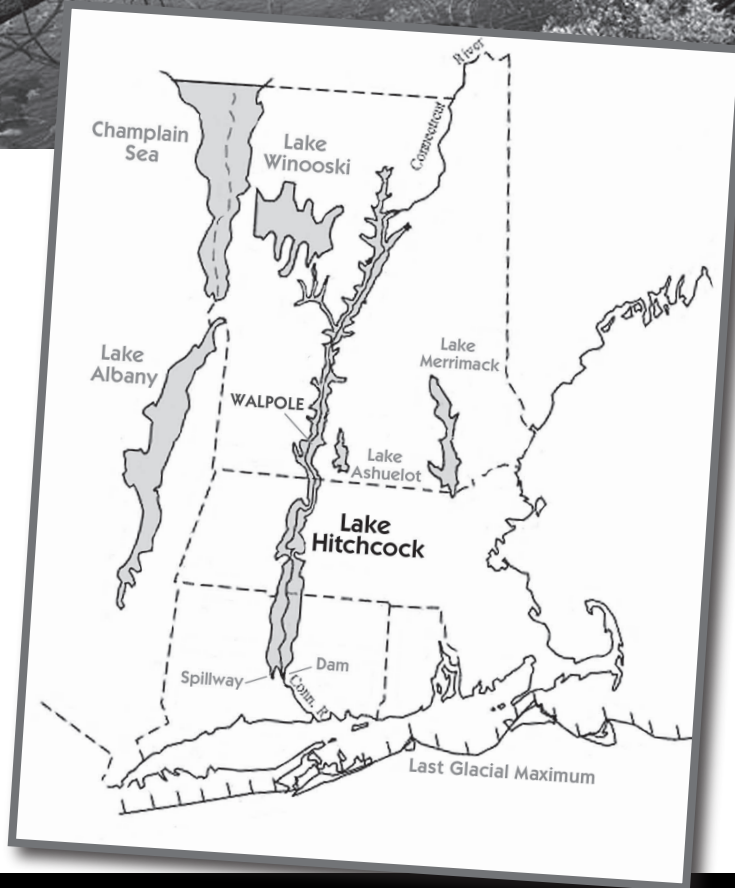 River
Connecticut
Champlain
Sea
Lake
Winooski
Lake
Albany
Lake
Merrimack
WALPOLE
Lake
Ashuelot
Lake
Hitchcock
Spillway
Dam
Conn. R.
Last Glacial Maximum